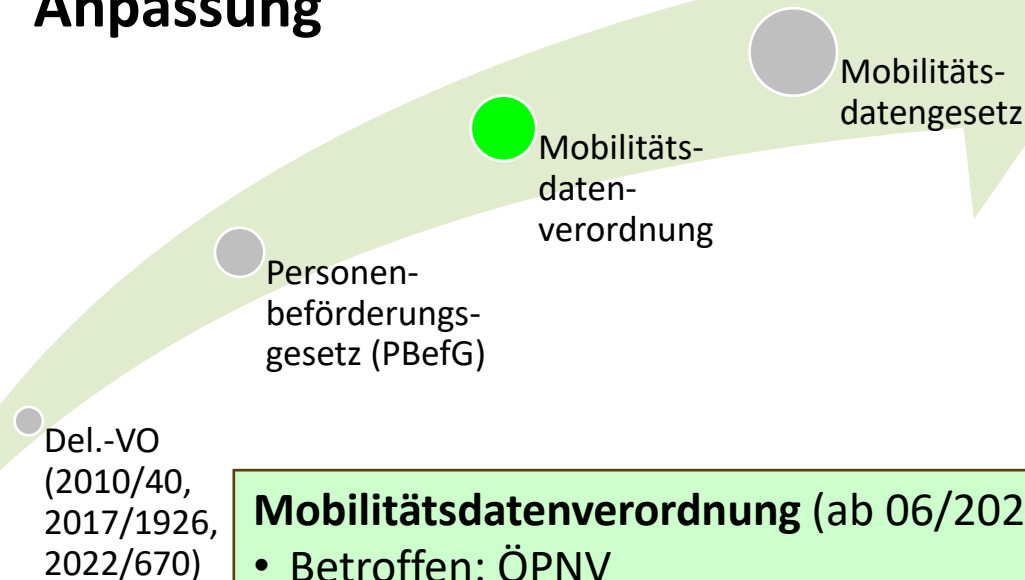 Anpassung
Mobilitäts-
datengesetz
Mobilitäts-
daten-
verordnung
Personen-
beförderungs-
gesetz (PBefG)
Del.-VO
(2010/40,
2017/1926,
2022/670)
Mobilitätsdatenverordnung (ab 06/202
• Betroffen: ÖPNV